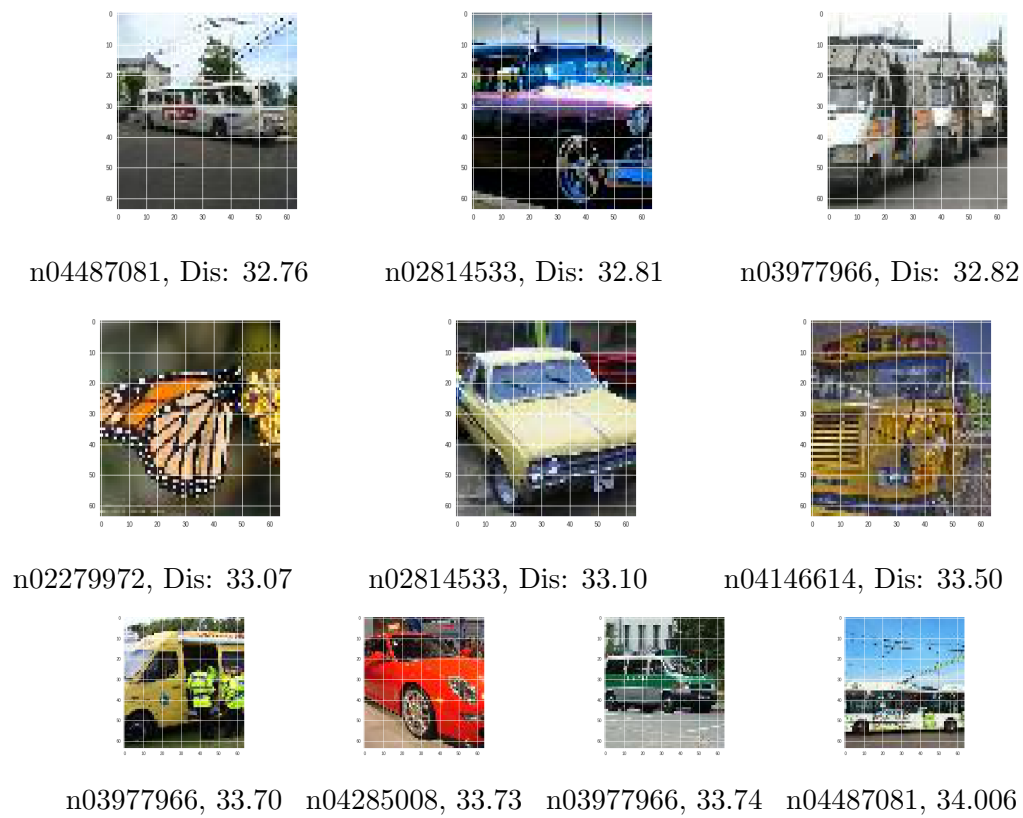 n04487081, Dis: 32.76
n02814533, Dis: 32.81
n03977966, Dis: 32.82
n02279972, Dis: 33.07
n02814533, Dis: 33.10
n04146614, Dis: 33.50
n03977966, 33.70
n04285008, 33.73
n03977966, 33.74
n04487081, 34.006